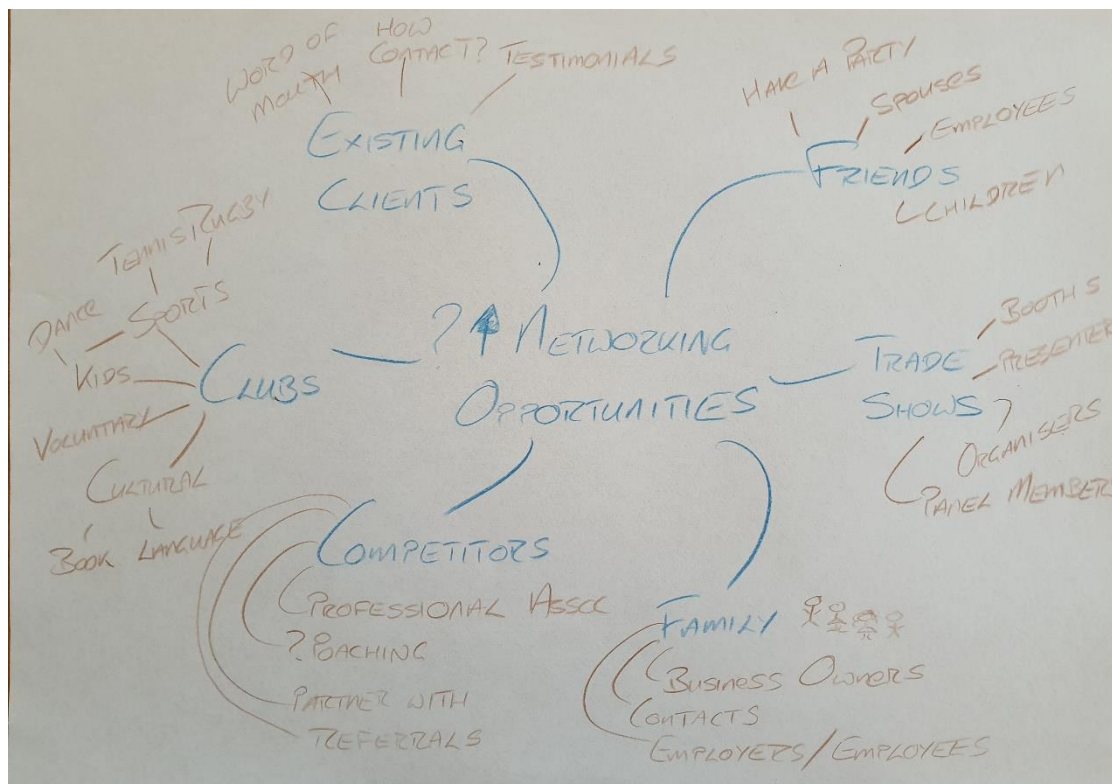 ? ↑ NETWORKING
OPPORTUNITIES
EXISTING
CLIENTS
WORD OF
MOUTH
HOW
CONTACT?
TESTIMONIALS
FRIENDS
HAVE A PARTY
SPOUSES
EMPLOYEES
CHILDREN
TRADE
SHOWS
BOOTHS
PRESENTER
ORGANISERS
PANEL MEMBER
FAMILY
BUSINESS OWNERS
CONTACTS
EMPLOYERS/EMPLOYEES
COMPETITORS
PROFESSIONAL ASSCC
? POACHING
PARTNER WITH
REFERRALS
CLUBS
SPORTS
TENNIS
RUGBY
KIDS
DANCE
VOLUNTARY
CULTURAL
BOOK
LANGUAGE